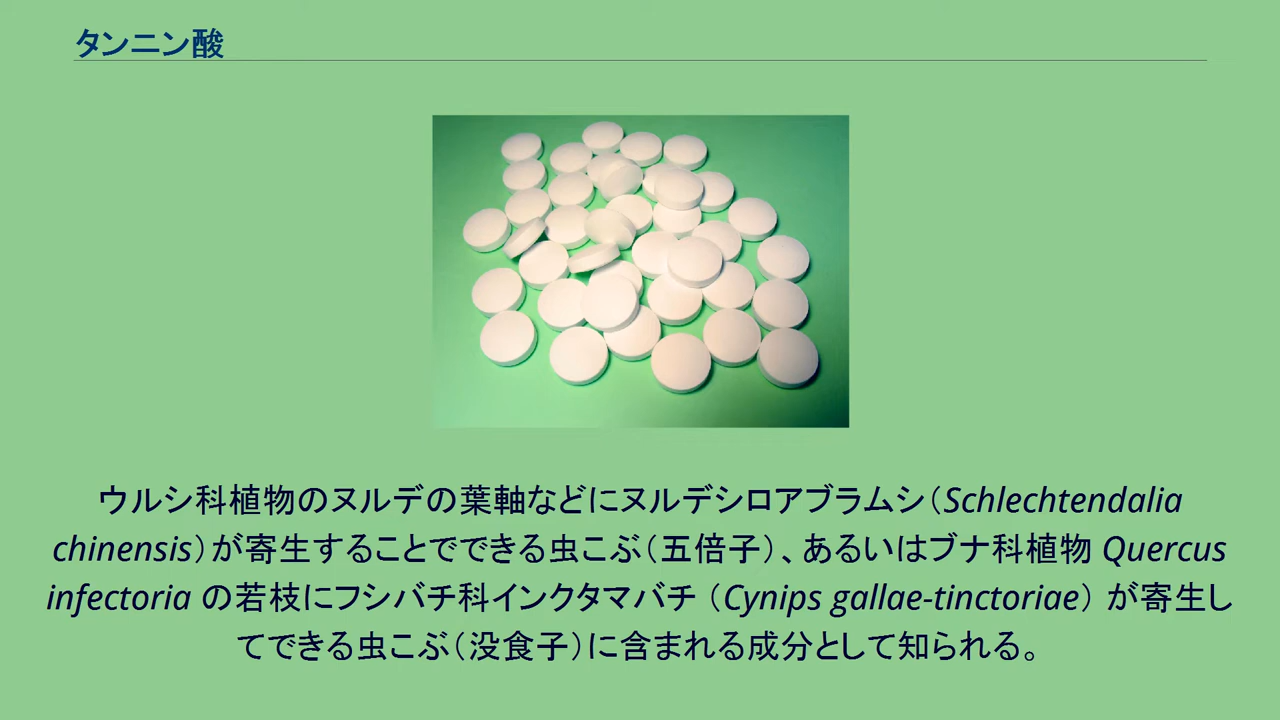 タンニン酸
ウルシ科植物のヌルデの葉軸などにヌルデシロアブラムシ（Schlechtendalia
chinensis）が寄生することでできる虫こぶ（五倍子）、あるいはブナ科植物 Quercus
infectoria の若枝にフシバチ科インクタマバチ （Cynips gallae-tinctoriae） が寄生し
てできる虫こぶ（没食子）に含まれる成分として知られる。